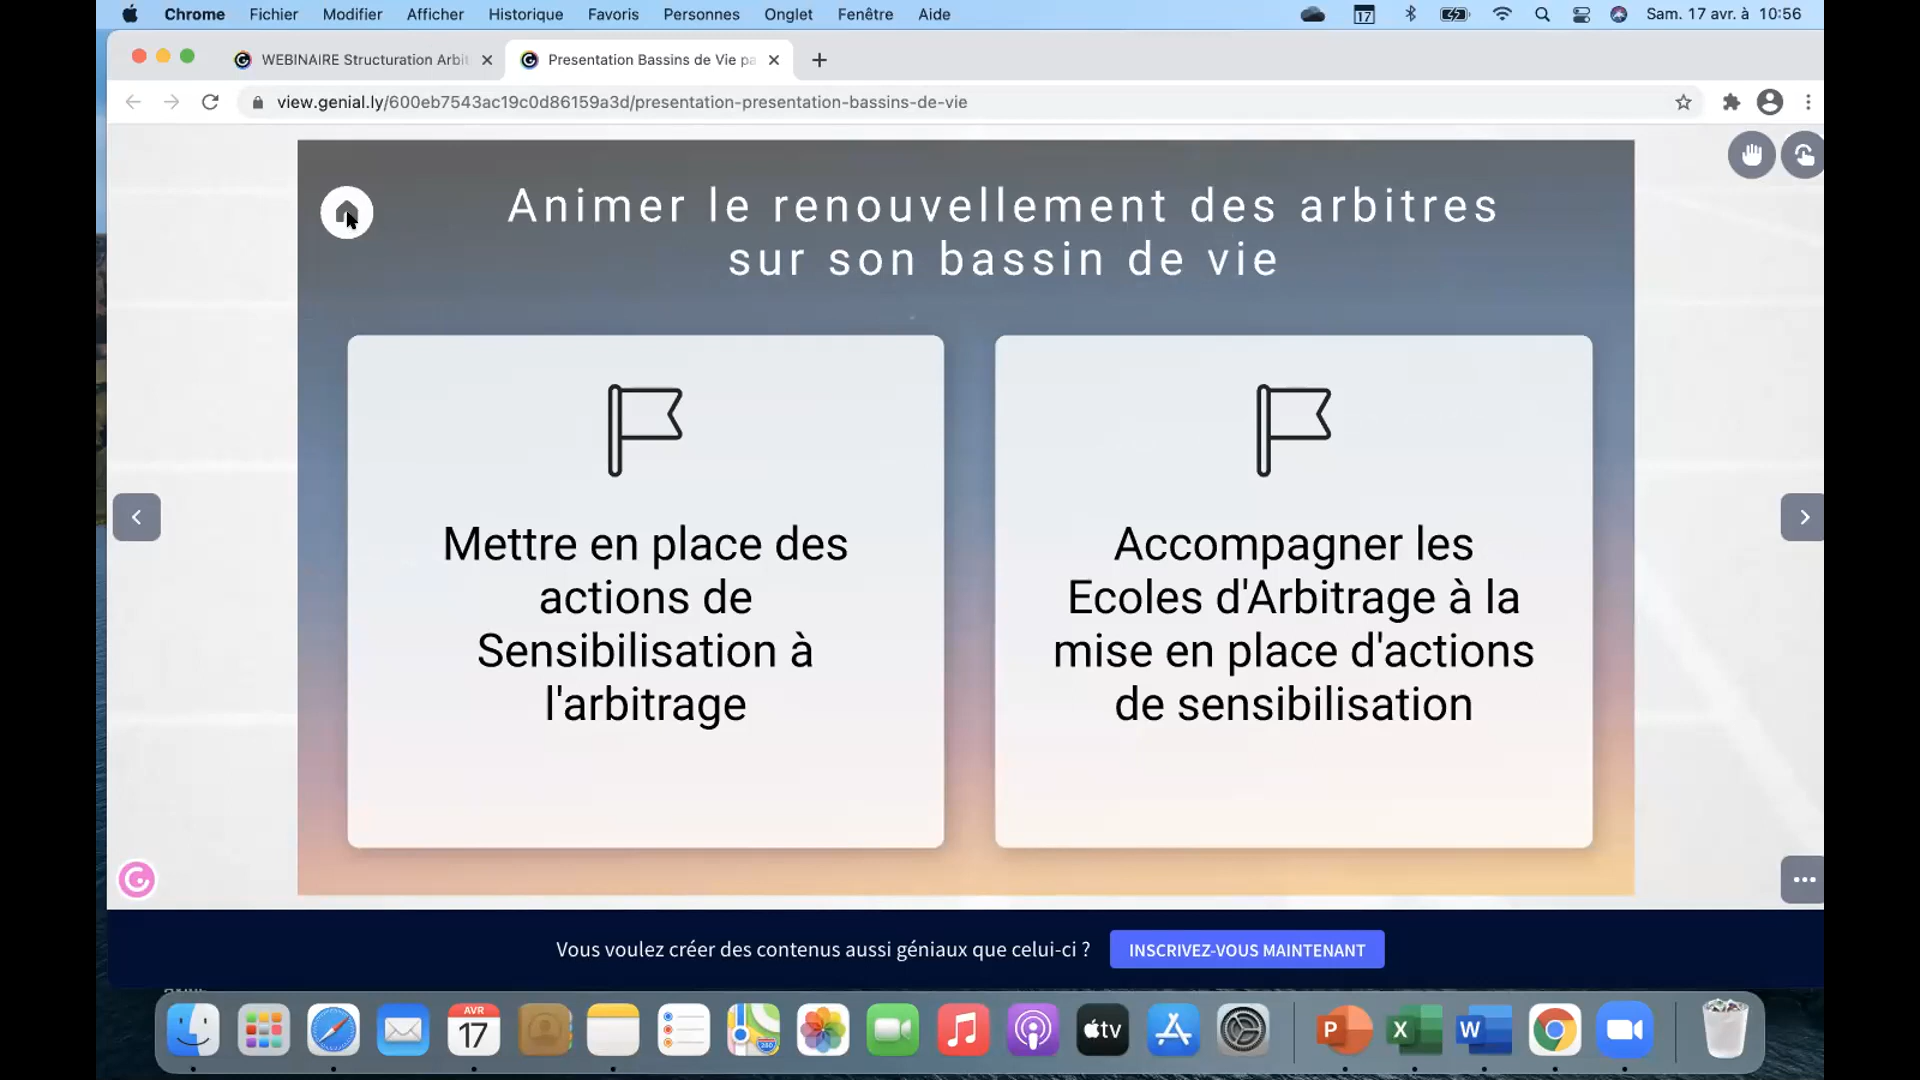 Chrome Fichier Modifier Afficher Historique Favoris Personnes Onglet Fenêtre Aide
17 Sam. 17 avr. à 10:56
WEBINAIRE Structuration Arbit
Presentation Bassins de Vie pa
view.genial.ly/600eb7543ac19c0d86159a3d/presentation-presentation-bassins-de-vie
Animer le renouvellement des arbitres
sur son bassin de vie
Mettre en place des
actions de
Sensibilisation à
l'arbitrage
Accompagner les
Ecoles d'Arbitrage à la
mise en place d'actions
de sensibilisation
Vous voulez créer des contenus aussi géniaux que celui-ci ? INSCRIVEZ-VOUS MAINTENANT
AVR
17
280
tv
P
X
W